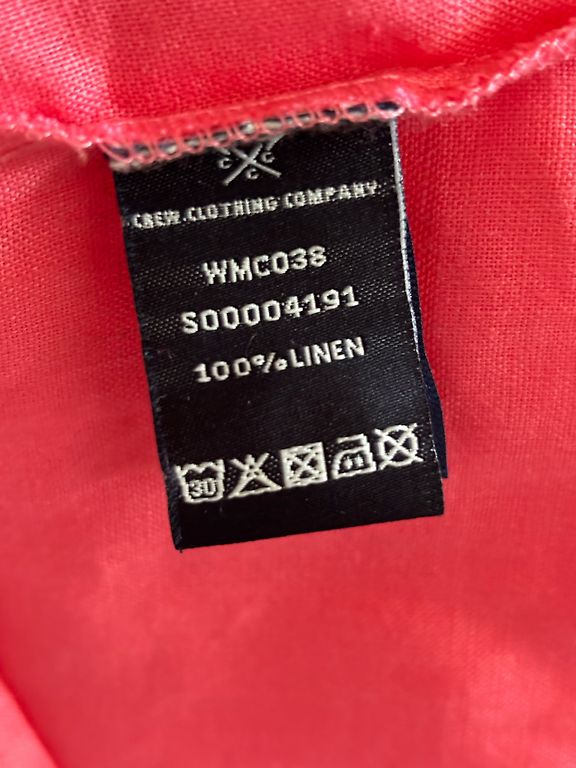 C C
C
CREW CLOTHING COMPANY
WMC038
S00004191
100% LINEN
30